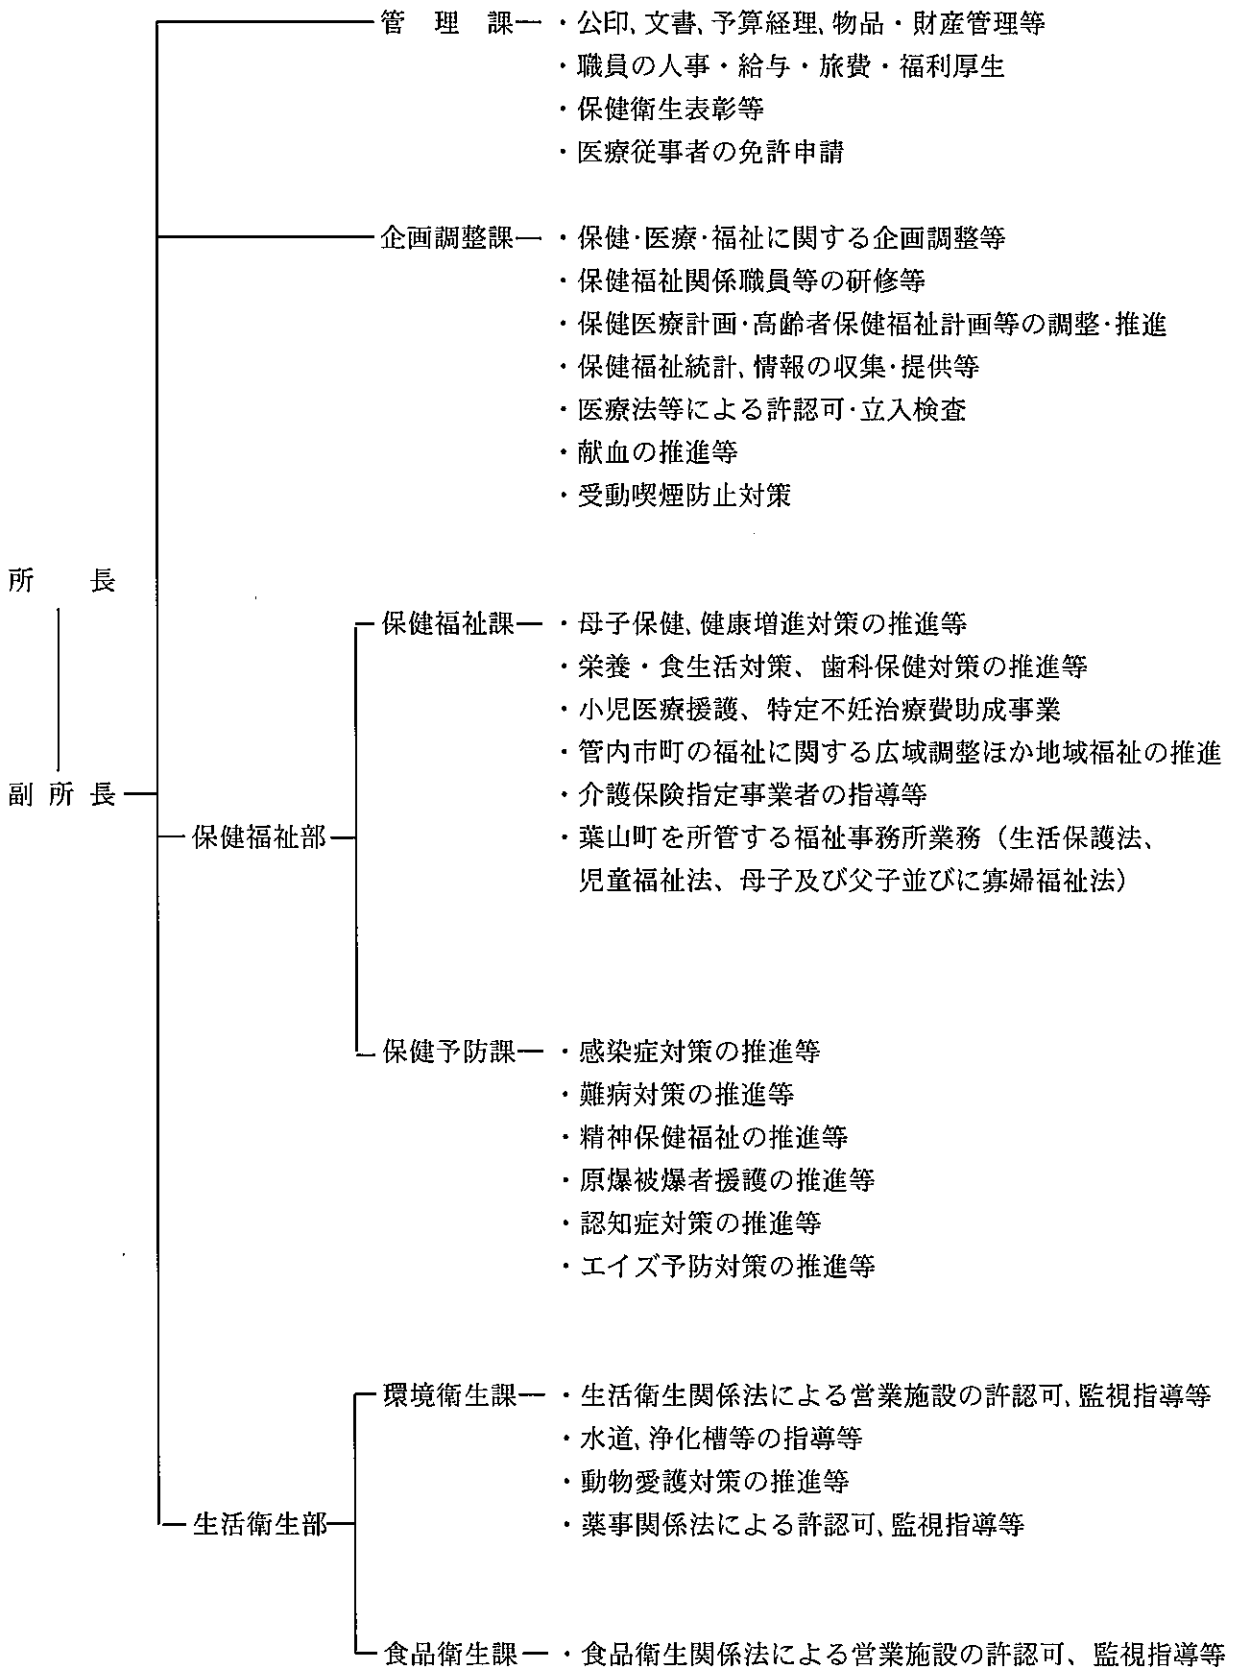 管 理 課 ・公印、文書、予算経理、物品・財産管理等
・職員の人事・給与・旅費・福利厚生
・保健衛生表彰等
・医療従事者の免許申請
企画調整課 ・保健・医療・福祉に関する企画調整等
・保健福祉関係職員等の研修等
・保健医療計画・高齢者保健福祉計画等の調整・推進
・保健福祉統計、情報の収集・提供等
・医療法等による許認可・立入検査
・献血の推進等
・受動喫煙防止対策
所 長
副 所 長
保健福祉部
保健福祉課 ・母子保健、健康増進対策の推進等
・栄養・食生活対策、歯科保健対策の推進等
・小児医療援護、特定不妊治療費助成事業
・管内市町の福祉に関する広域調整ほか地域福祉の推進
・介護保険指定事業者の指導等
・葉山町を所管する福祉事務所業務（生活保護法、
児童福祉法、母子及び父子並びに寡婦福祉法）
保健予防課 ・感染症対策の推進等
・難病対策の推進等
・精神保健福祉の推進等
・原爆被爆者援護の推進等
・認知症対策の推進等
・エイズ予防対策の推進等
生活衛生部
環境衛生課 ・生活衛生関係法による営業施設の許認可、監視指導等
・水道、浄化槽等の指導等
・動物愛護対策の推進等
・薬事関係法による許認可、監視指導等
食品衛生課 ・食品衛生関係法による営業施設の許認可、監視指導等